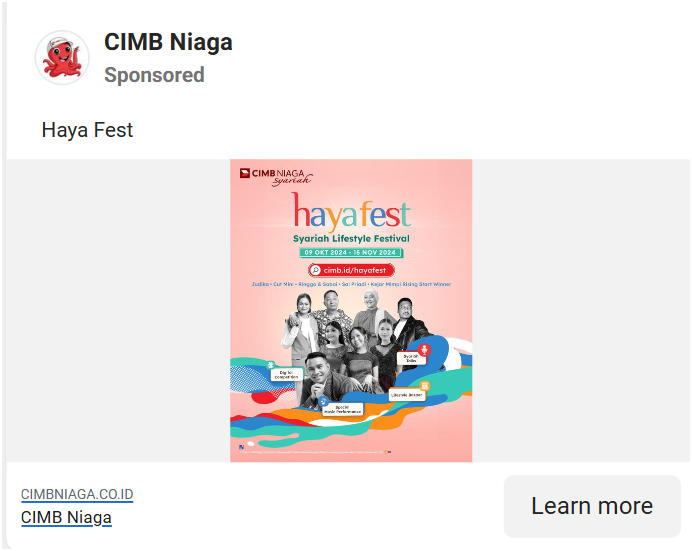 CIMB Niaga
Sponsored
Haya Fest
CIMB NIAGA
syariah
hayafest
Syariah Lifestyle Festival
09 OKT 2024 - 15 NOV 2024
cimb.id/hayafest
Judika • Cut Mini • Ringgo & Sabai • Sal Priadi • Kejar Mimpi Rising Start Winner
Syariah
Talks
Digital
Competition
Lifestyle Bazaar
Special
Music Performance
CIMBNIAGA.CO.ID
CIMB Niaga
Learn more